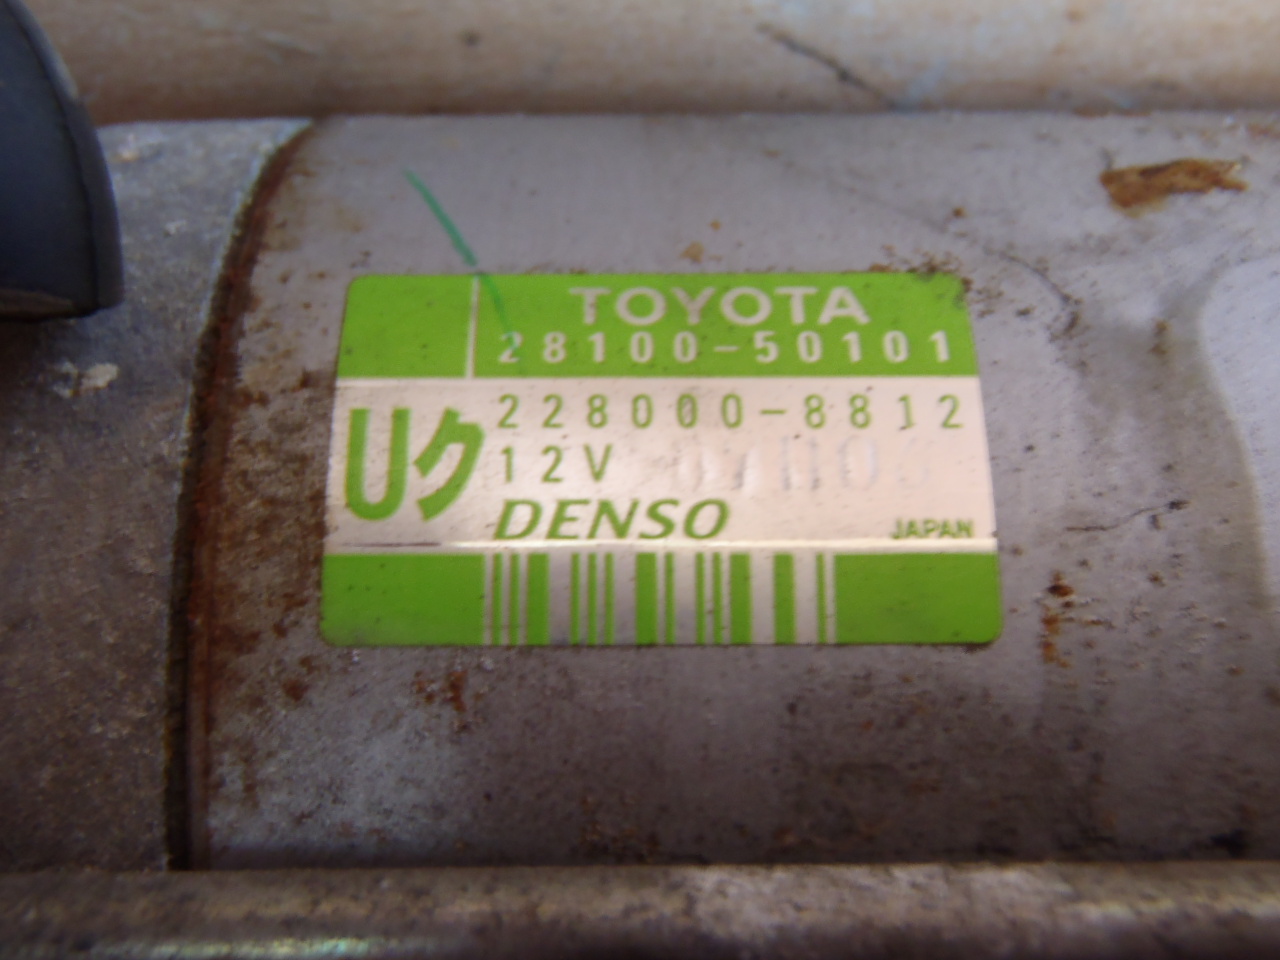 TOYOTA
28100-50101
Uク
228000-8812
12V
DENSO
JAPAN